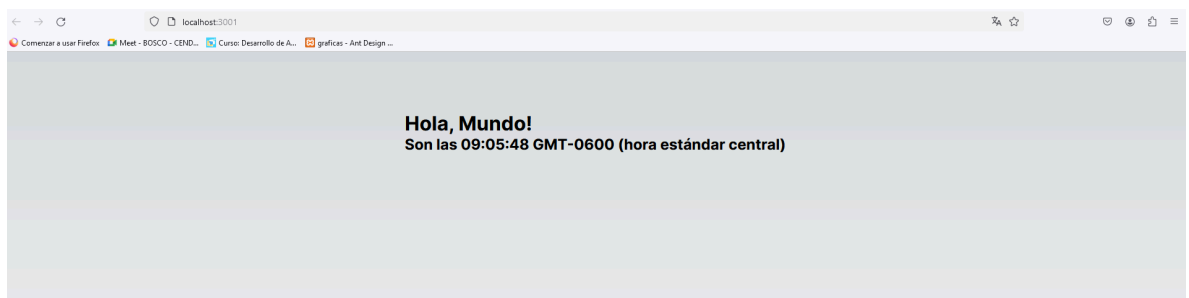 localhost:3001
Comenzar a usar Firefox Meet - BOSCO - CEND... Curso: Desarrollo de A... graficas - Ant Design ...
Hola, Mundo!
Son las 09:05:48 GMT-0600 (hora estándar central)